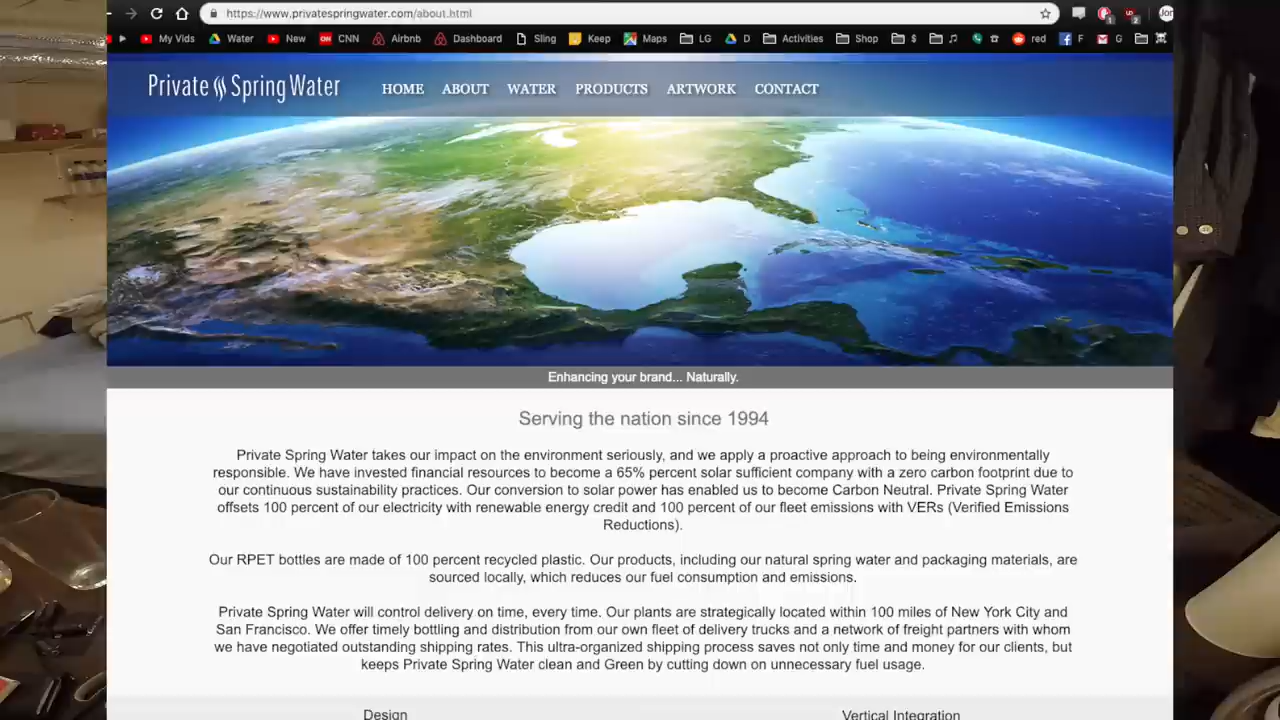 https://www.privatespringwater.com/about.html
My Vids Water New CNN Airbnb Dashboard Sling Keep Maps LG D Activities Shop $ red F G
Private Spring Water HOME ABOUT WATER PRODUCTS ARTWORK CONTACT
Enhancing your brand... Naturally.
Serving the nation since 1994
Private Spring Water takes our impact on the environment seriously, and we apply a proactive approach to being environmentally
responsible. We have invested financial resources to become a 65% percent solar sufficient company with a zero carbon footprint due to
our continuous sustainability practices. Our conversion to solar power has enabled us to become Carbon Neutral. Private Spring Water
offsets 100 percent of our electricity with renewable energy credit and 100 percent of our fleet emissions with VERs (Verified Emissions
Reductions).
Our RPET bottles are made of 100 percent recycled plastic. Our products, including our natural spring water and packaging materials, are
sourced locally, which reduces our fuel consumption and emissions.
Private Spring Water will control delivery on time, every time. Our plants are strategically located within 100 miles of New York City and
San Francisco. We offer timely bottling and distribution from our own fleet of delivery trucks and a network of freight partners with whom
we have negotiated outstanding shipping rates. This ultra-organized shipping process saves not only time and money for our clients, but
keeps Private Spring Water clean and Green by cutting down on unnecessary fuel usage.
Design Vertical Integration